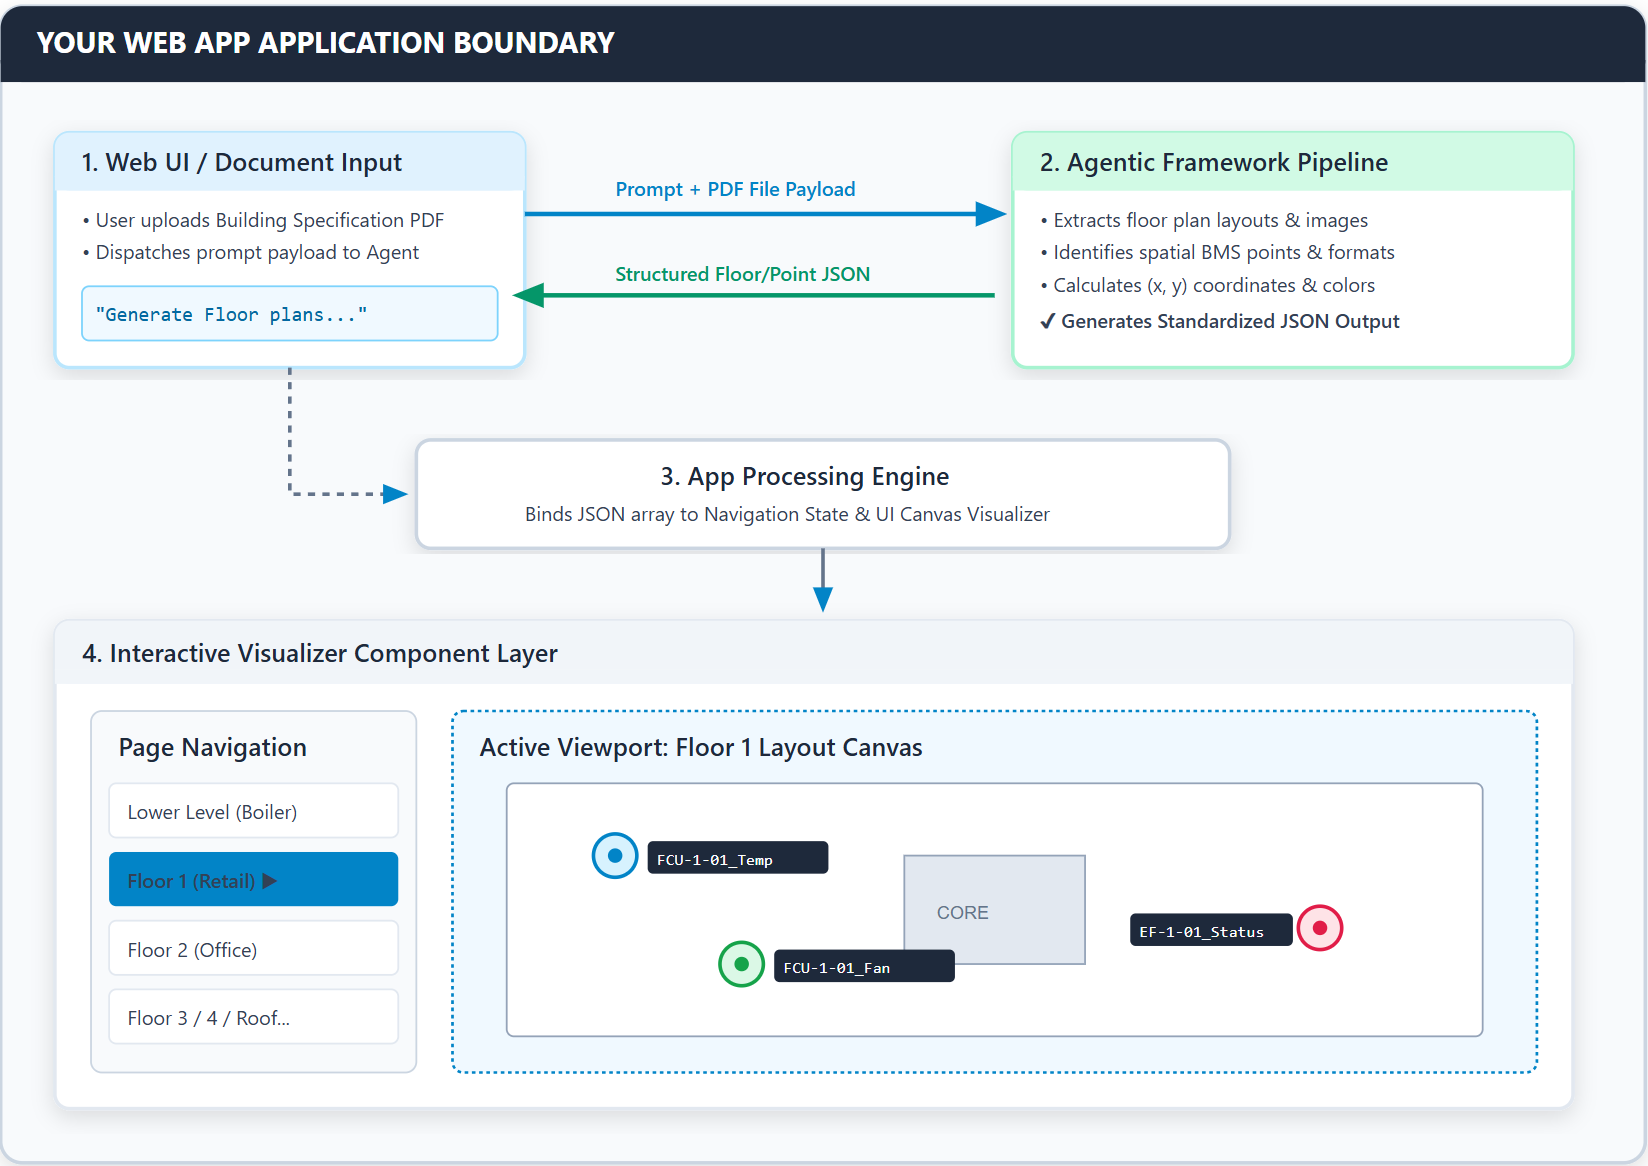 YOUR WEB APP APPLICATION BOUNDARY
1. Web UI / Document Input
• User uploads Building Specification PDF
• Dispatches prompt payload to Agent
"Generate Floor plans..."
Prompt + PDF File Payload
Structured Floor/Point JSON
2. Agentic Framework Pipeline
• Extracts floor plan layouts & images
• Identifies spatial BMS points & formats
• Calculates (x, y) coordinates & colors
✓ Generates Standardized JSON Output
3. App Processing Engine
Binds JSON array to Navigation State & UI Canvas Visualizer
4. Interactive Visualizer Component Layer
Page Navigation
Lower Level (Boiler)
Floor 1 (Retail) ▶
Floor 2 (Office)
Floor 3 / 4 / Roof...
Active Viewport: Floor 1 Layout Canvas
FCU-1-01_Temp
CORE
EF-1-01_Status
FCU-1-01_Fan